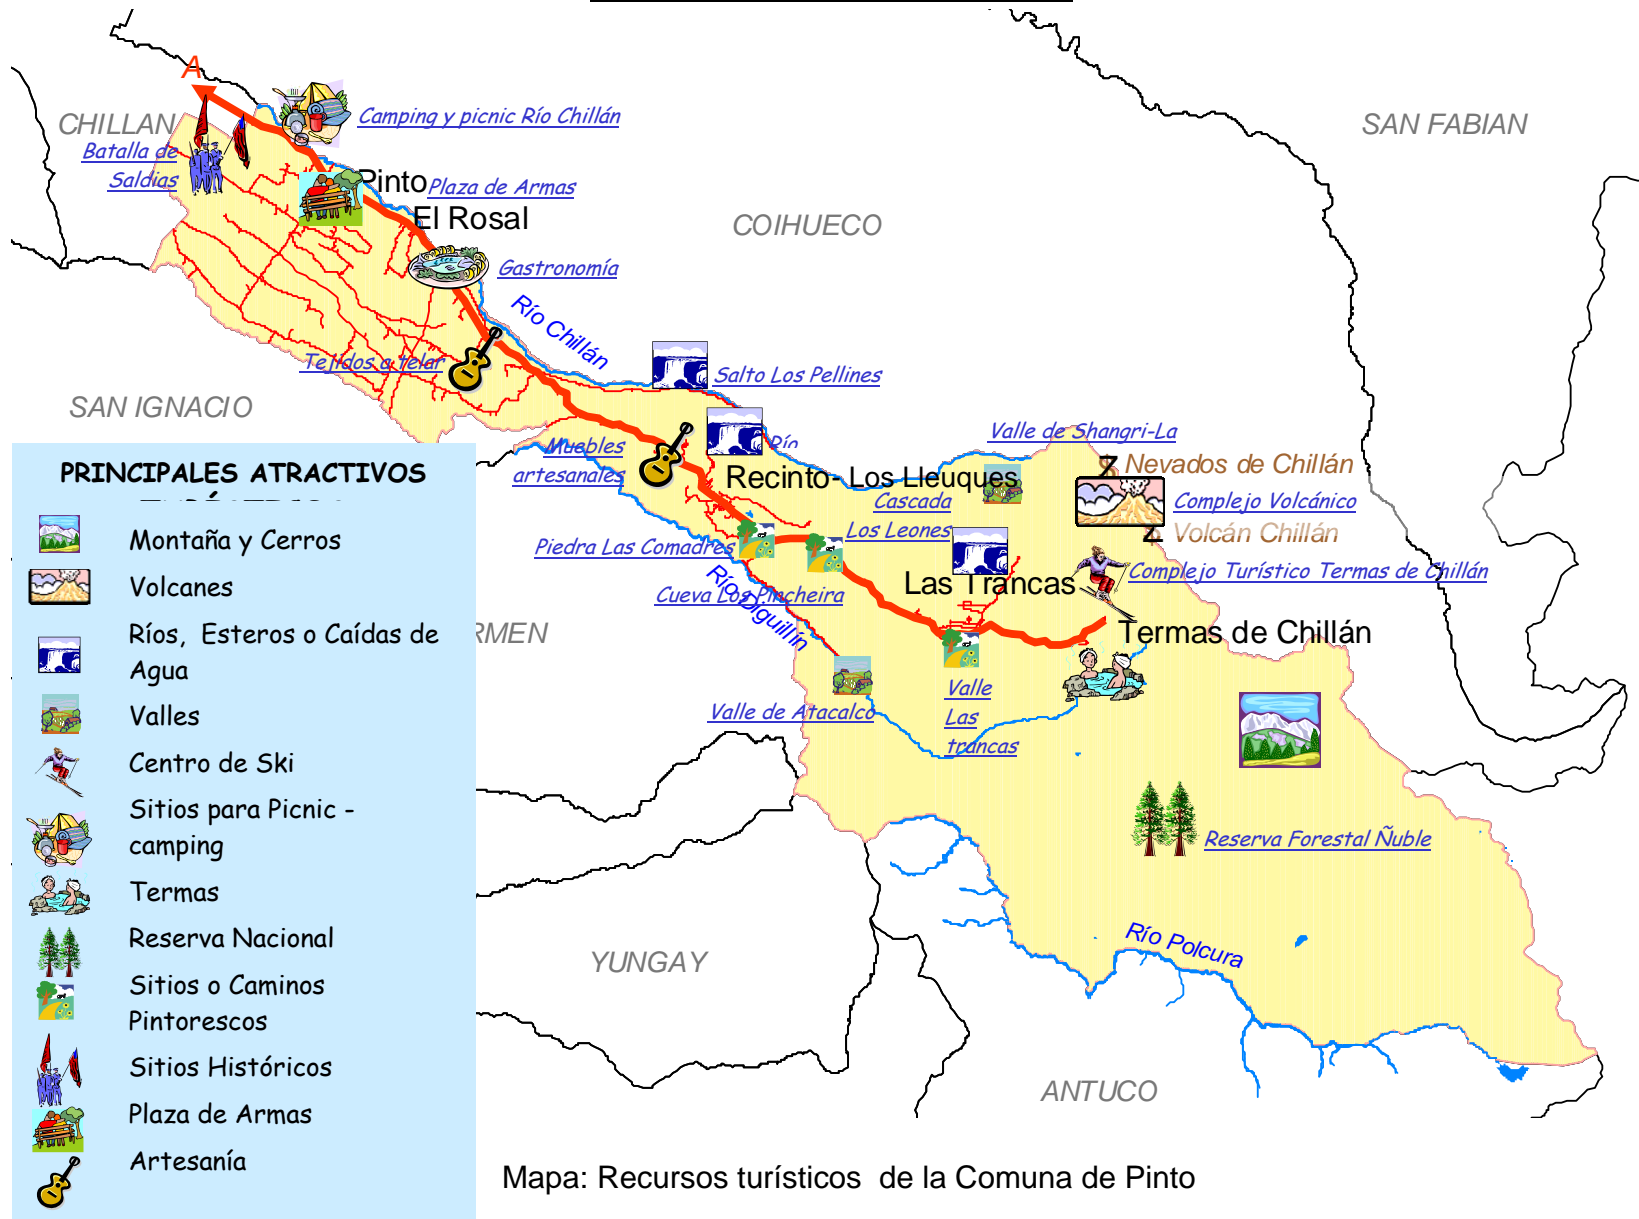 A
CHILLAN
Camping y picnic Río Chillán
SAN FABIAN
Batalla de
Saldias
Pinto
Plaza de Armas
El Rosal
COIHUECO
Gastronomía
Río Chillán
Tejidos a telar
Salto Los Pellines
SAN IGNACIO
Valle de Shangri-La
Muebles
artesanales
Río
Nevados de Chillán
Recinto- Los Lleuques
Cascada
Los Leones
Complejo Volcánico
Volcán Chillán
Piedra Las Comadres
Complejo Turístico Termas de Chillán
Cueva Los Pincheira
Río Diguillín
Las Trancas
RMEN
Termas de Chillán
Valle de Atacalco
Valle
Las
trancas
Reserva Forestal Ñuble
Río Polcura
YUNGAY
ANTUCO
PRINCIPALES ATRACTIVOS
Montaña y Cerros
Volcanes
Ríos, Esteros o Caídas de
Agua
Valles
Centro de Ski
Sitios para Picnic -
camping
Termas
Reserva Nacional
Sitios o Caminos
Pintorescos
Sitios Históricos
Plaza de Armas
Artesanía
Mapa: Recursos turísticos de la Comuna de Pinto